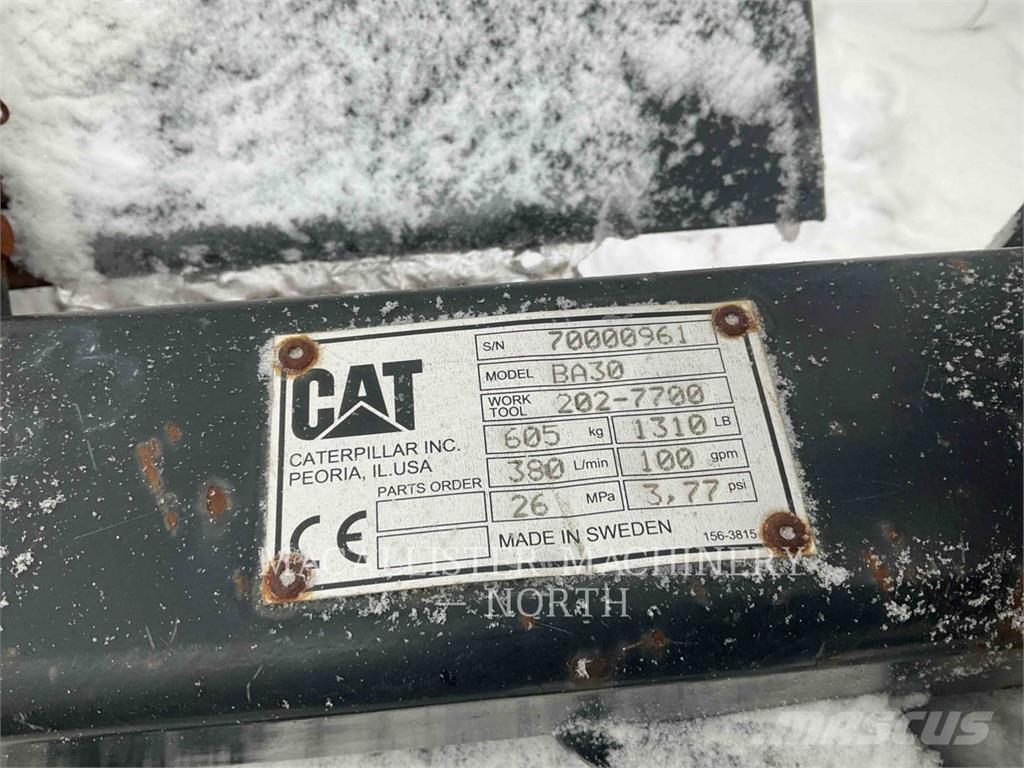 S/N 70000961
MODEL BA30
WORK TOOL 202-7700
CAT
CATERPILLAR INC.
PEORIA, IL.USA
605 kg 1310 LB
380 L/min 100 gpm
PARTS ORDER
26 MPa 3,77 psi
CE
MADE IN SWEDEN 156-3815
MACALLISTER MACHINERY
— NORTH —
MASCUS